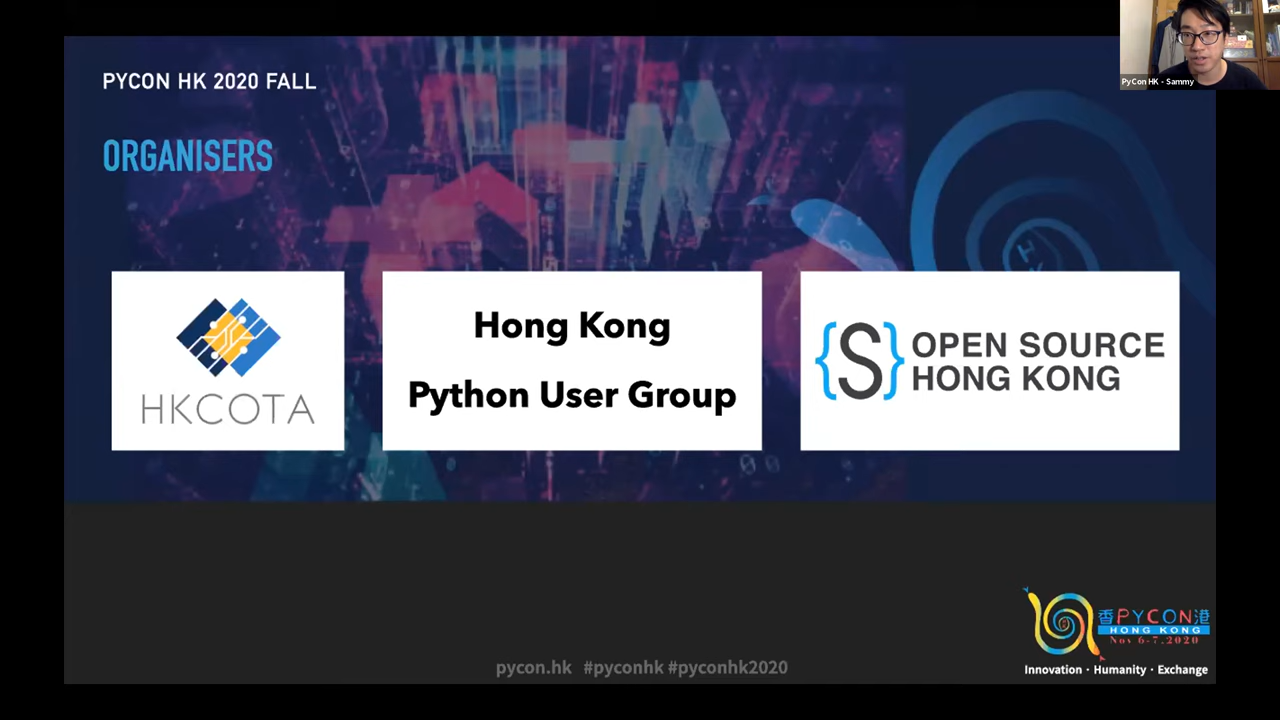 PyCon HK - Sammy
PYCON HK 2020 FALL
ORGANISERS
HKCOTA
Hong Kong
Python User Group
{S} OPEN SOURCE
HONG KONG
香PYCON港
HONG KONG
Nov 6-7, 2020
Innovation · Humanity · Exchange
pycon.hk #pyconhk #pyconhk2020